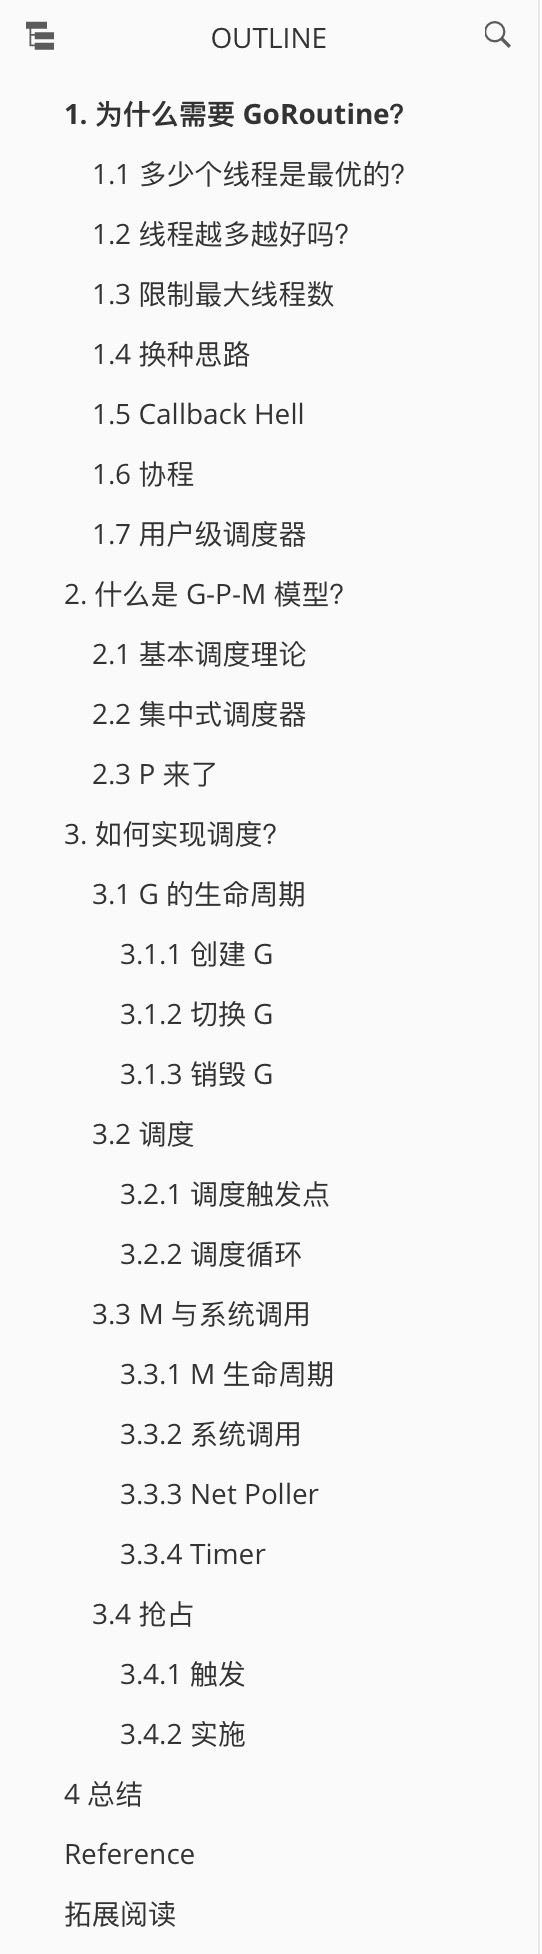 OUTLINE
1. 为什么需要 GoRoutine?
1.1 多少个线程是最优的?
1.2 线程越多越好吗?
1.3 限制最大线程数
1.4 换种思路
1.5 Callback Hell
1.6 协程
1.7 用户级调度器
2. 什么是 G-P-M 模型?
2.1 基本调度理论
2.2 集中式调度器
2.3 P 来了
3. 如何实现调度?
3.1 G 的生命周期
3.1.1 创建 G
3.1.2 切换 G
3.1.3 销毁 G
3.2 调度
3.2.1 调度触发点
3.2.2 调度循环
3.3 M 与系统调用
3.3.1 M 生命周期
3.3.2 系统调用
3.3.3 Net Poller
3.3.4 Timer
3.4 抢占
3.4.1 触发
3.4.2 实施
4 总结
Reference
拓展阅读